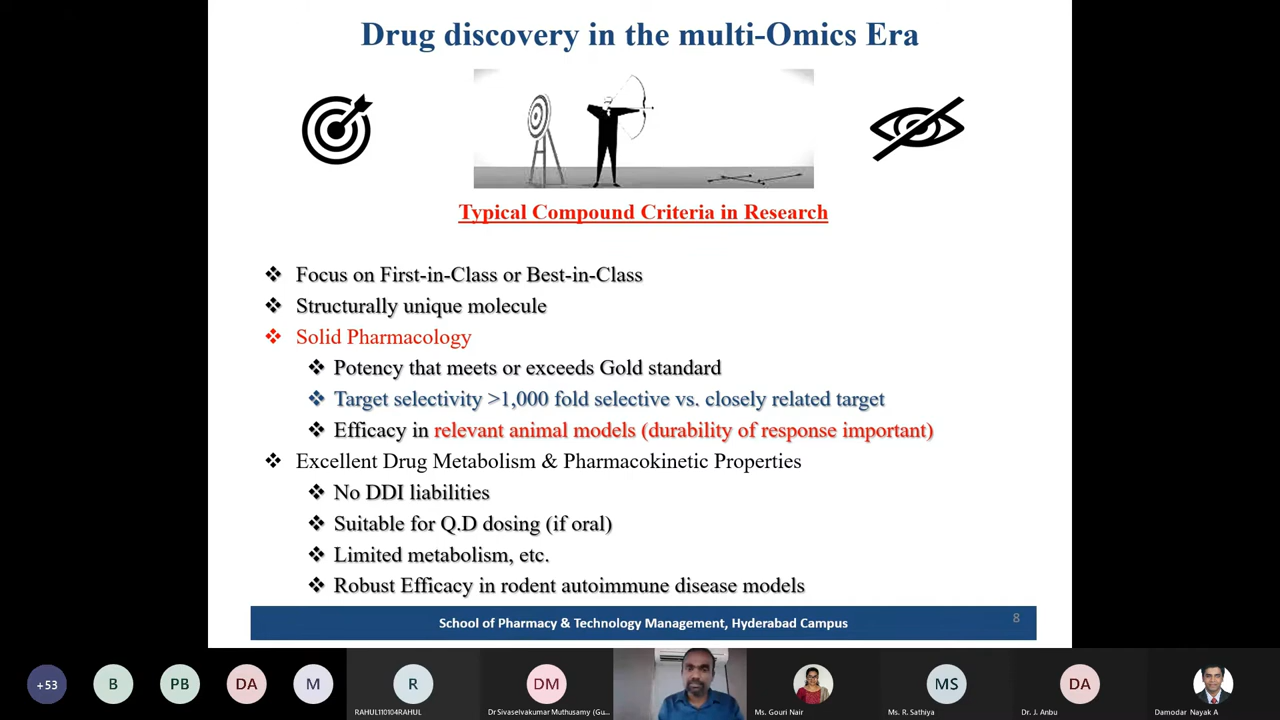 Drug discovery in the multi-Omics Era
Typical Compound Criteria in Research
Focus on First-in-Class or Best-in-Class
Structurally unique molecule
Solid Pharmacology
Potency that meets or exceeds Gold standard
Target selectivity >1,000 fold selective vs. closely related target
Efficacy in relevant animal models (durability of response important)
Excellent Drug Metabolism & Pharmacokinetic Properties
No DDI liabilities
Suitable for Q.D dosing (if oral)
Limited metabolism, etc.
Robust Efficacy in rodent autoimmune disease models
School of Pharmacy & Technology Management, Hyderabad Campus
8
+53
B
PB
DA
M
R
DM
MS
DA
RAHUL110104RAHUL
Dr Sivaselvakumar Muthusamy (Gu...
Ms. Gouri Nair
Ms. R. Sathiya
Dr. J. Anbu
Damodar Nayak A